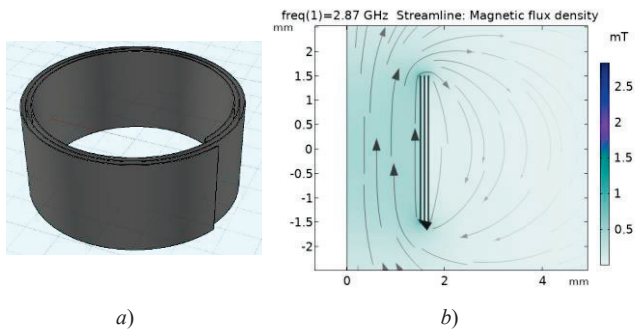 freq(1)=2.87 GHz Streamline: Magnetic flux density
mm
mT
2
1.5
1
0.5
0
-0.5
-1
-1.5
-2
2.5
2
1.5
1
0.5
0
2
4
mm
a)
b)